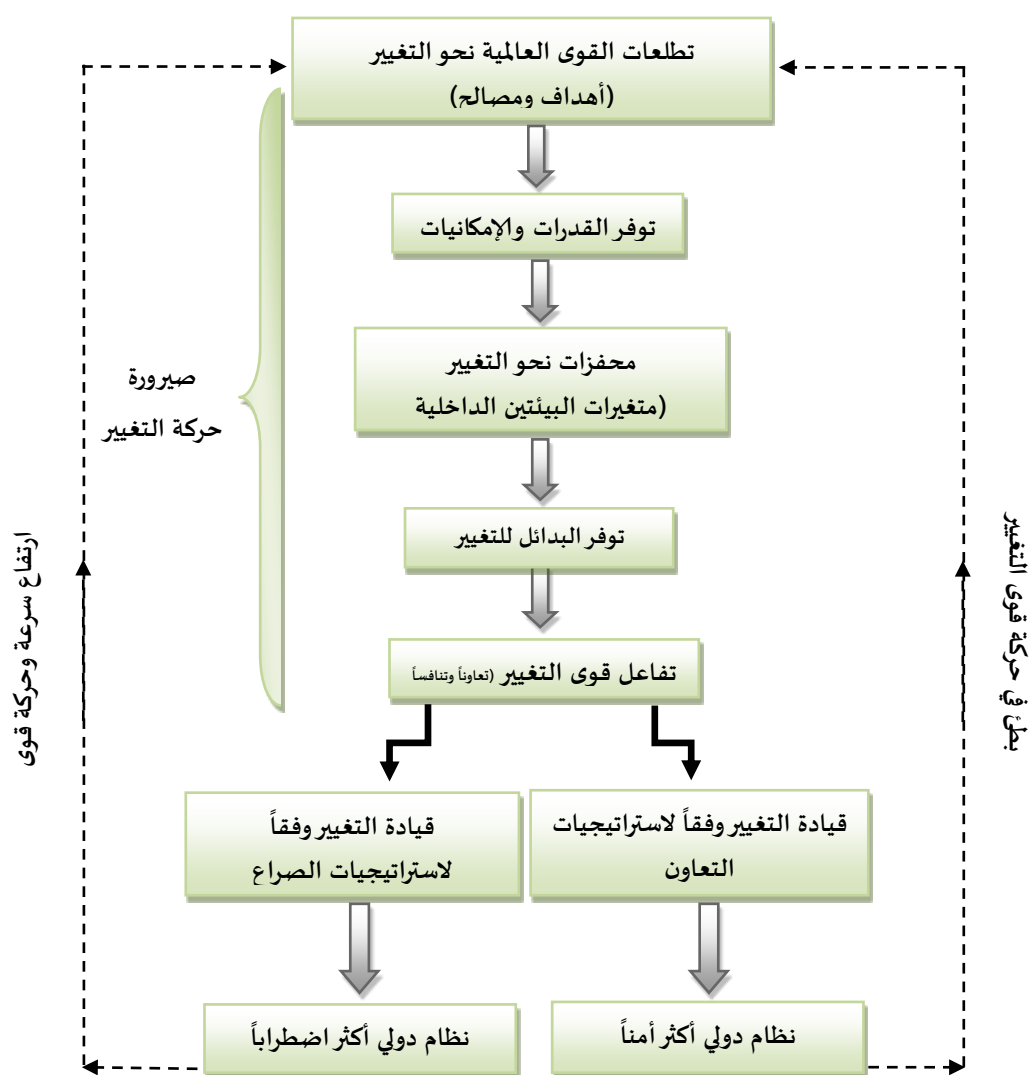 تطلعات القوى العالمية نحو التغيير
(أهداف ومصالح)
توفر القدرات والإمكانيات
محفزات نحو التغيير
(متغيرات البيئتين الداخلية
صيرورة
حركة التغيير
توفر البدائل للتغيير
تفاعل قوى التغيير (تعاوناً وتنافساً
قيادة التغيير وفقاً لاستراتيجيات
التعاون
قيادة التغيير وفقاً
لاستراتيجيات الصراع
نظام دولي أكثر أمناً
نظام دولي أكثر اضطراباً
بطئ في حركة قوى التغيير
ارتفاع سرعة وحركة قوى